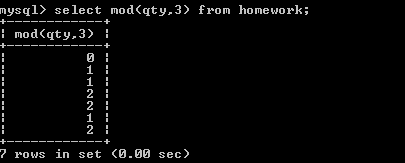 mysql> select mod(qty,3) from homework;
+------------+
| mod(qty,3) |
+------------+
| 0 |
| 1 |
| 1 |
| 2 |
| 2 |
| 1 |
| 2 |
+------------+
7 rows in set (0.00 sec)